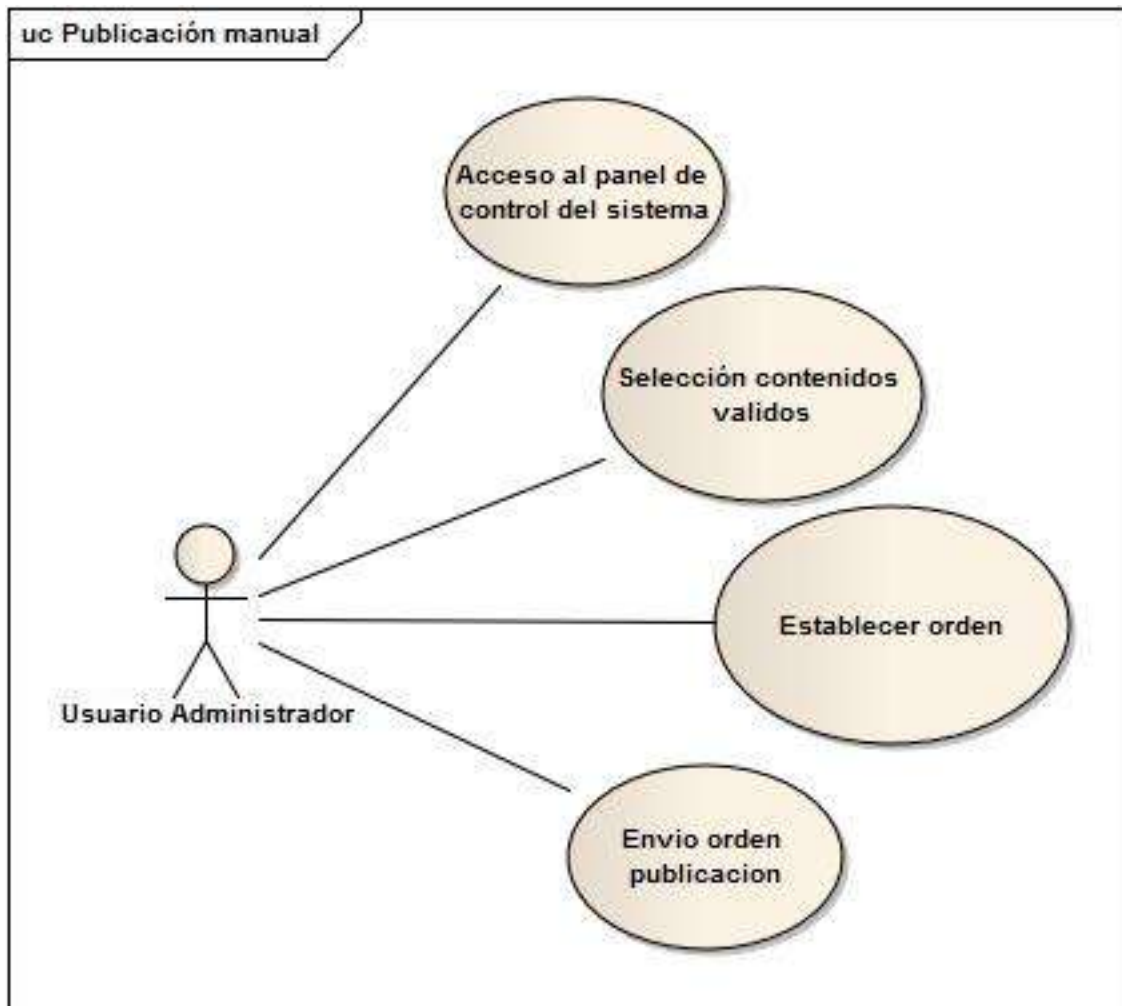 uc Publicación manual
Acceso al panel de
control del sistema
Selección contenidos
validos
Establecer orden
Usuario Administrador
Envio orden
publicacion